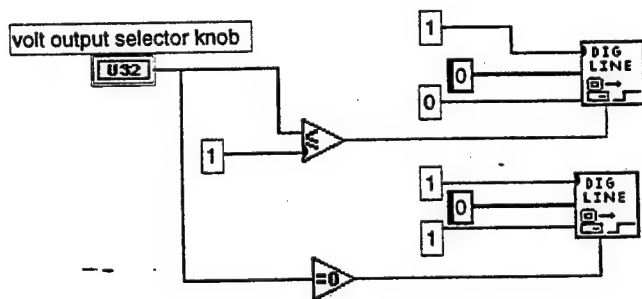 volt output selector knob
U32
1
≤
1
0
0
DIG
LINE
1
0
1
DIG
LINE
=0